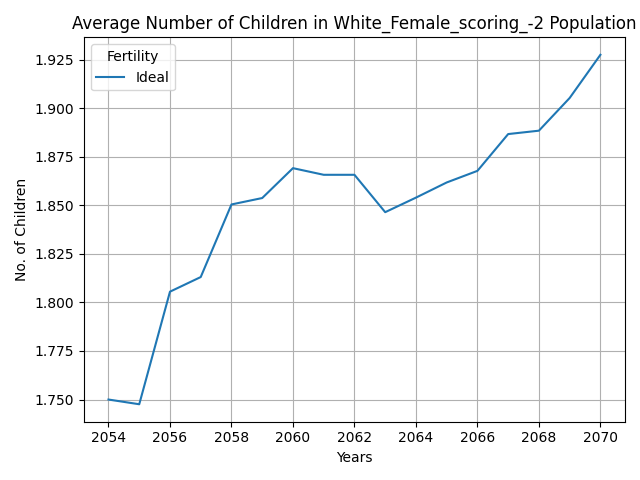 Average Number of Children in White_Female_scoring_-2 Population
Fertility
Ideal
No. of Children
1.925
1.900
1.875
1.850
1.825
1.800
1.775
1.750
2054 2056 2058 2060 2062 2064 2066 2068 2070
Years